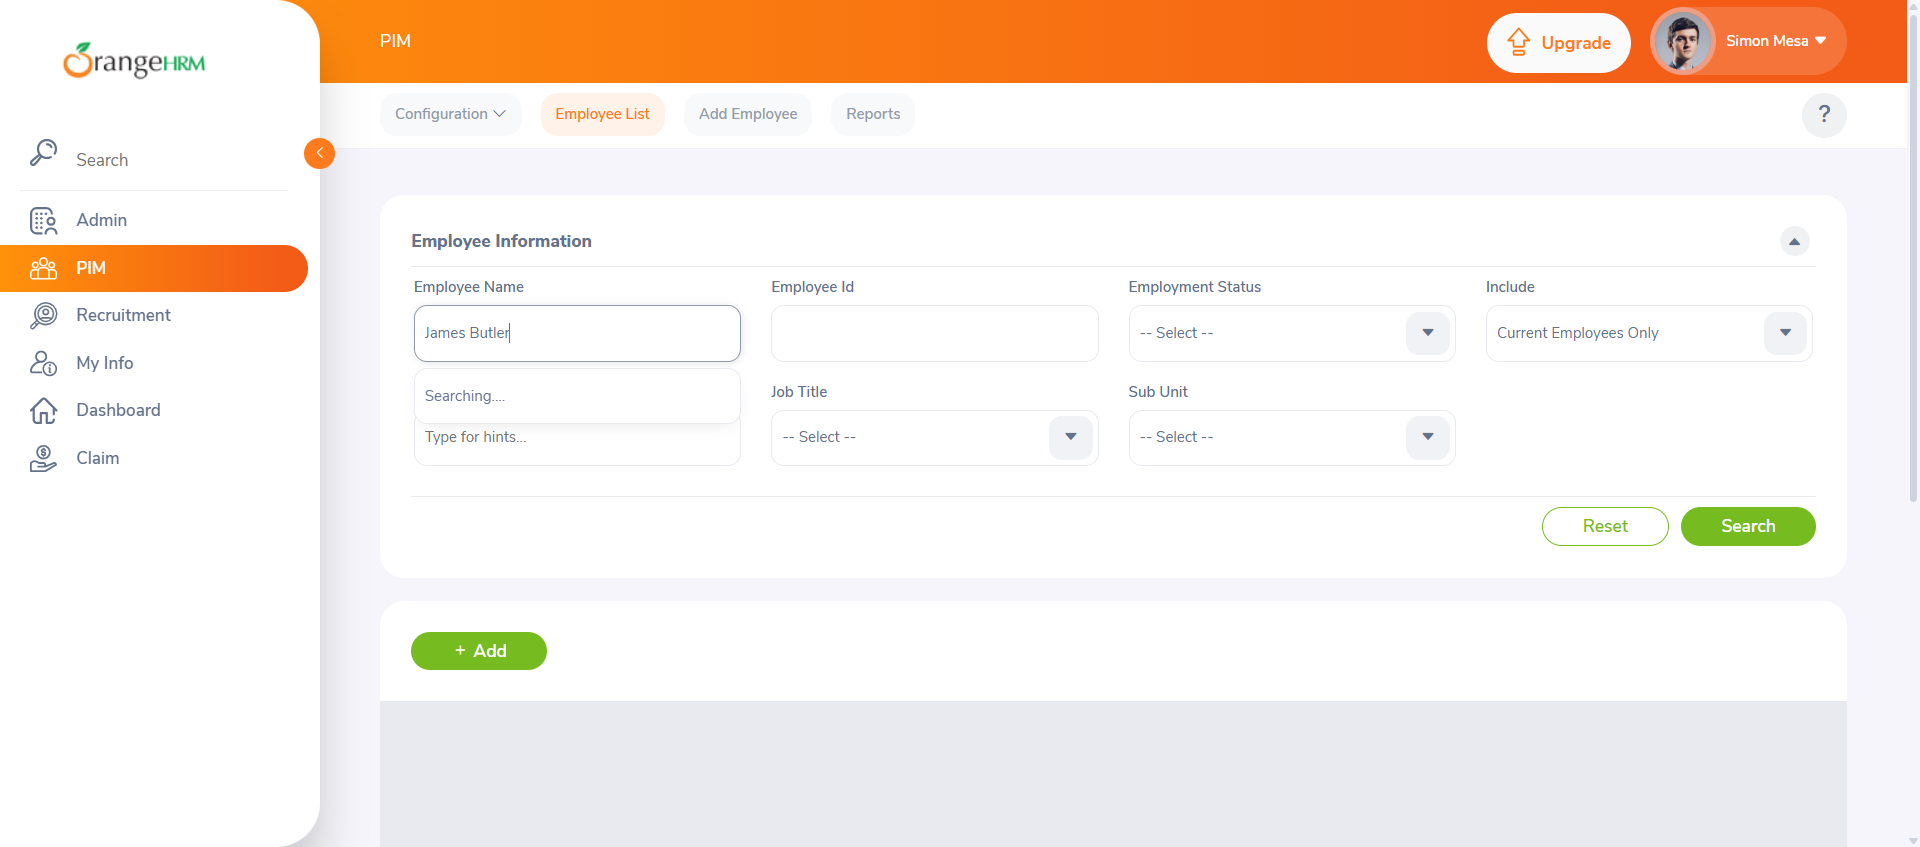 OrangeHRM
PIM
Upgrade
Simon Mesa
Configuration
Employee List
Add Employee
Reports
?
Search
Admin
PIM
Recruitment
My Info
Dashboard
Claim
Employee Information
Employee Name
Employee Id
Employment Status
Include
James Butler
-- Select --
Current Employees Only
Searching....
Job Title
Sub Unit
Type for hints...
-- Select --
-- Select --
Reset
Search
+ Add